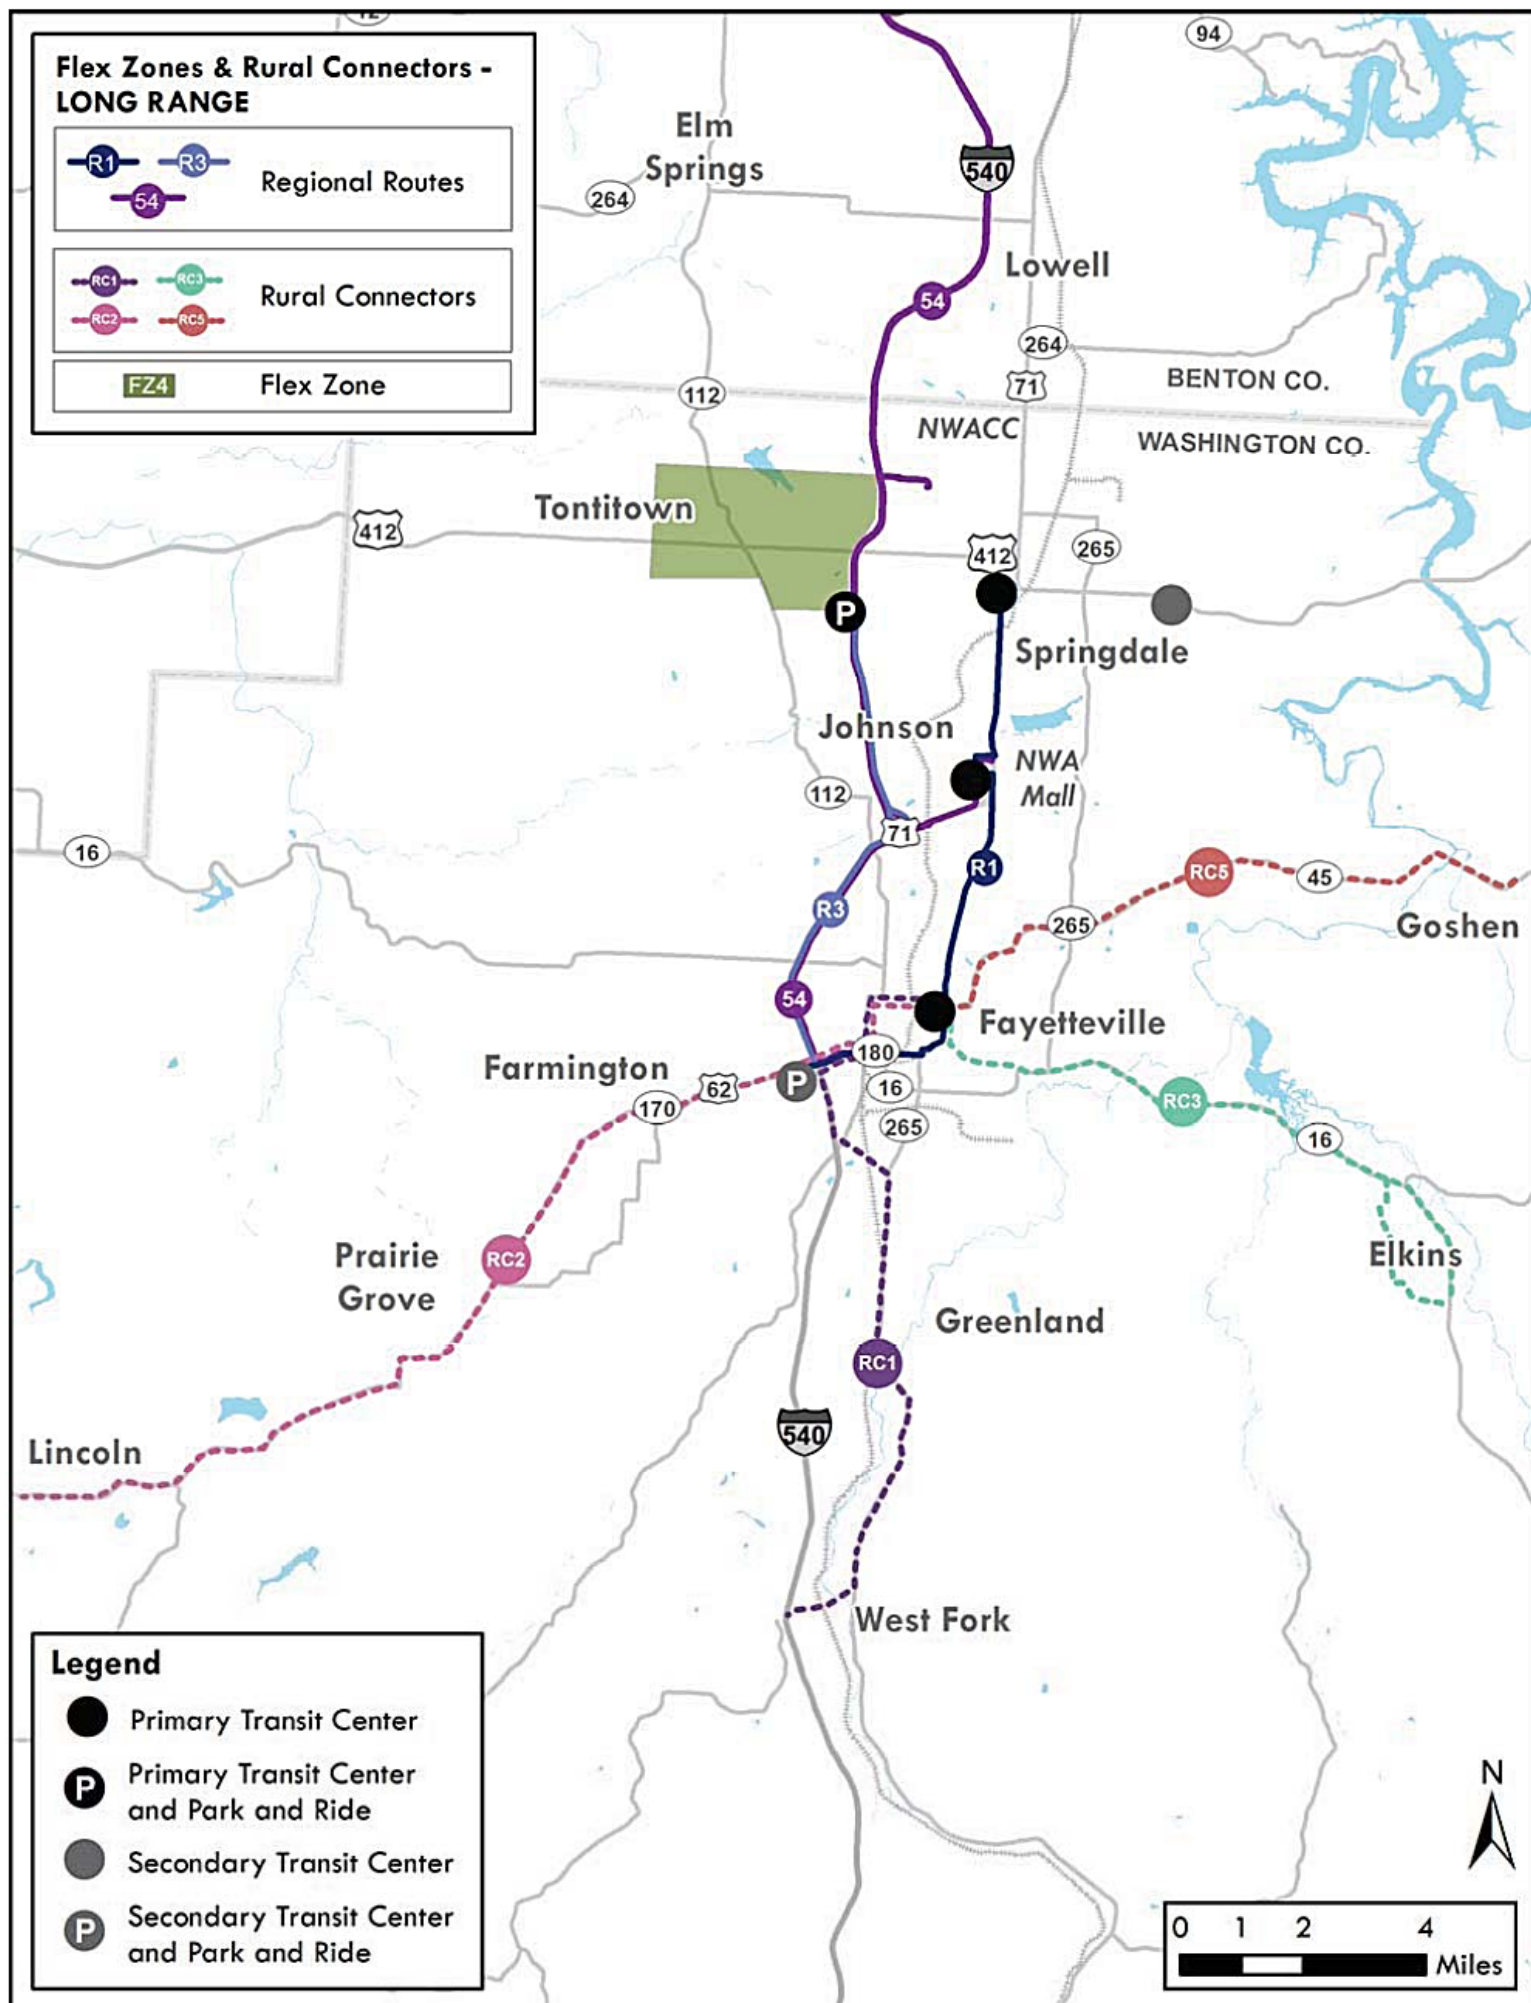 12
94
Flex Zones & Rural Connectors -
LONG RANGE
R1
R3
54
Regional Routes
RC1
RC3
RC2
RC5
Rural Connectors
FZ4
Flex Zone
Elm
Springs
264
540
Lowell
54
264
71
112
BENTON CO.
NWACC
WASHINGTON CO.
Tontitown
412
412
265
P
Springdale
Johnson
NWA
Mall
112
71
16
R1
RC5
45
R3
265
Goshen
54
Fayetteville
180
Farmington
62
P
16
170
265
RC3
16
Prairie
Grove
RC2
Elkins
Greenland
RC1
540
Lincoln
West Fork
Legend
Primary Transit Center
P
Primary Transit Center
and Park and Ride
Secondary Transit Center
P
Secondary Transit Center
and Park and Ride
N
0 1 2 4
Miles